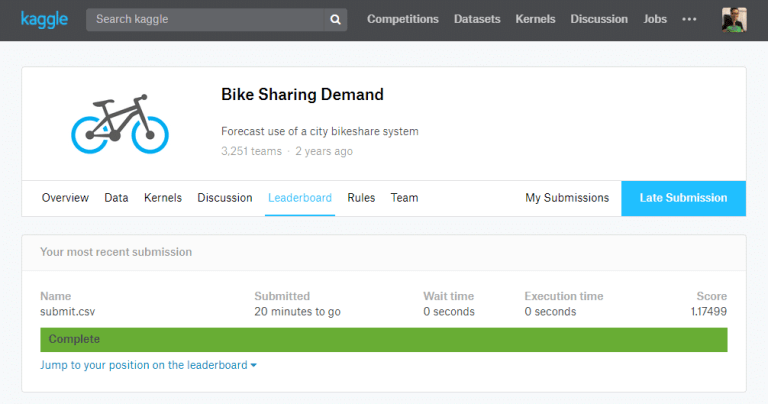 kaggle Search kaggle Competitions Datasets Kernels Discussion Jobs •••
Bike Sharing Demand
Forecast use of a city bikeshare system
3,251 teams · 2 years ago
Overview Data Kernels Discussion Leaderboard Rules Team My Submissions Late Submission
Your most recent submission
Name Submitted Wait time Execution time Score
submit.csv 20 minutes to go 0 seconds 0 seconds 1.17499
Complete
Jump to your position on the leaderboard